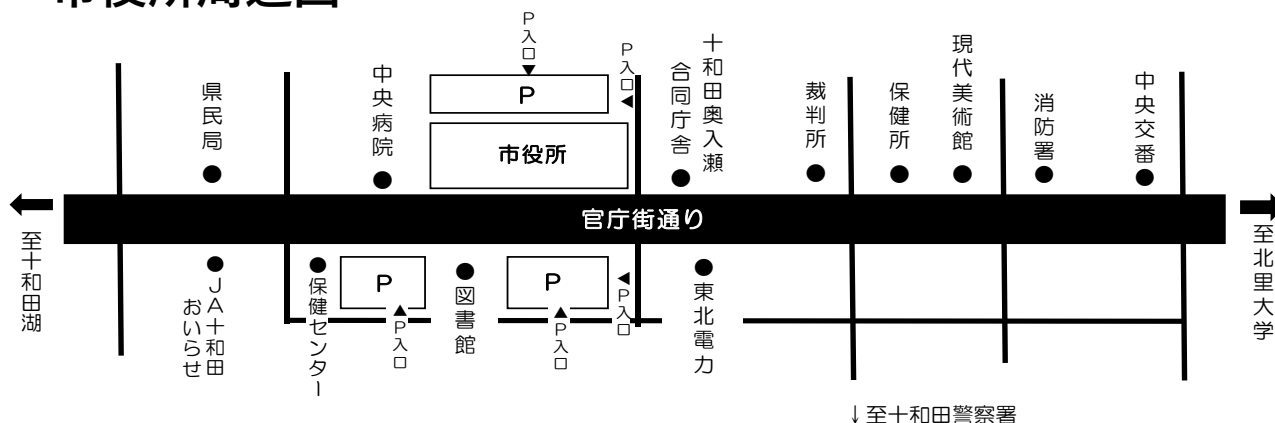 市役所周辺図
P入口
P入口
県民局
中央病院
P
市役所
十和田奥入瀬
合同庁舎
裁判所
保健所
現代美術館
消防署
中央交番
官庁街通り
至十和田湖
至北里大学
JA十和田
おいらせ
保健センター
P
P入口
図書館
P
P入口
P入口
東北電力
↓至十和田警察署